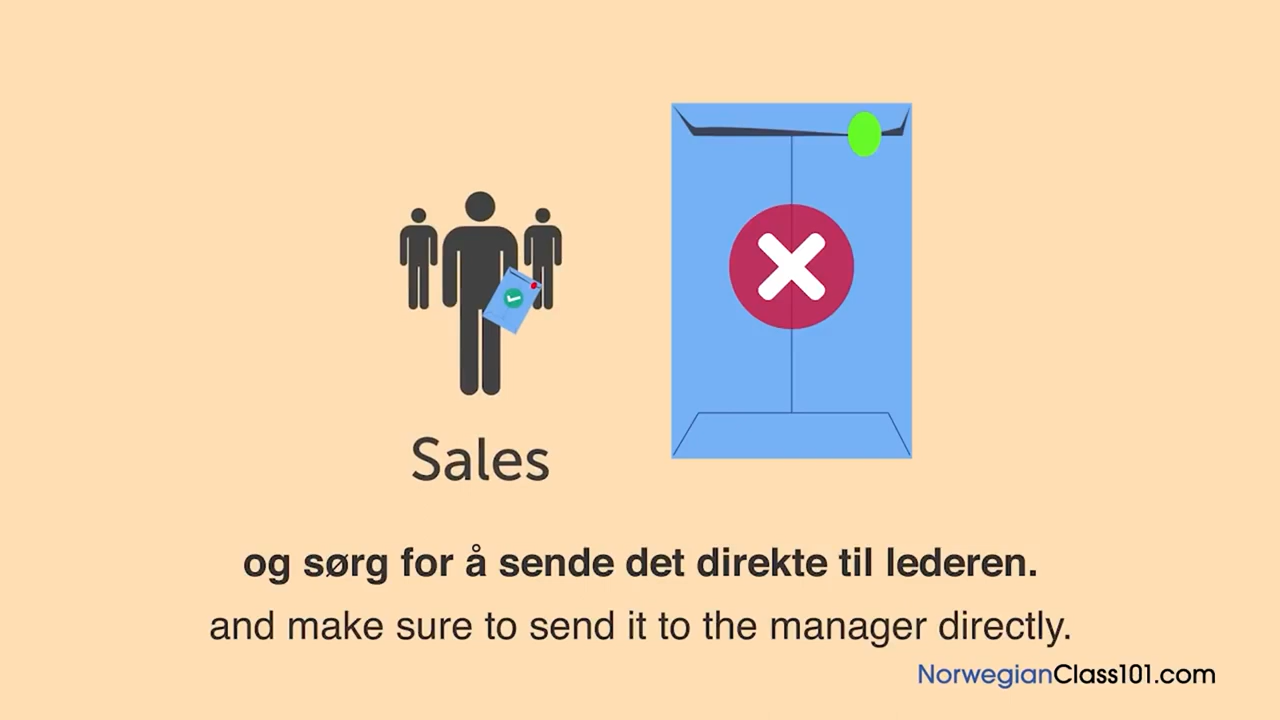 Sales
og sørg for å sende det direkte til lederen.
and make sure to send it to the manager directly.
NorwegianClass101.com